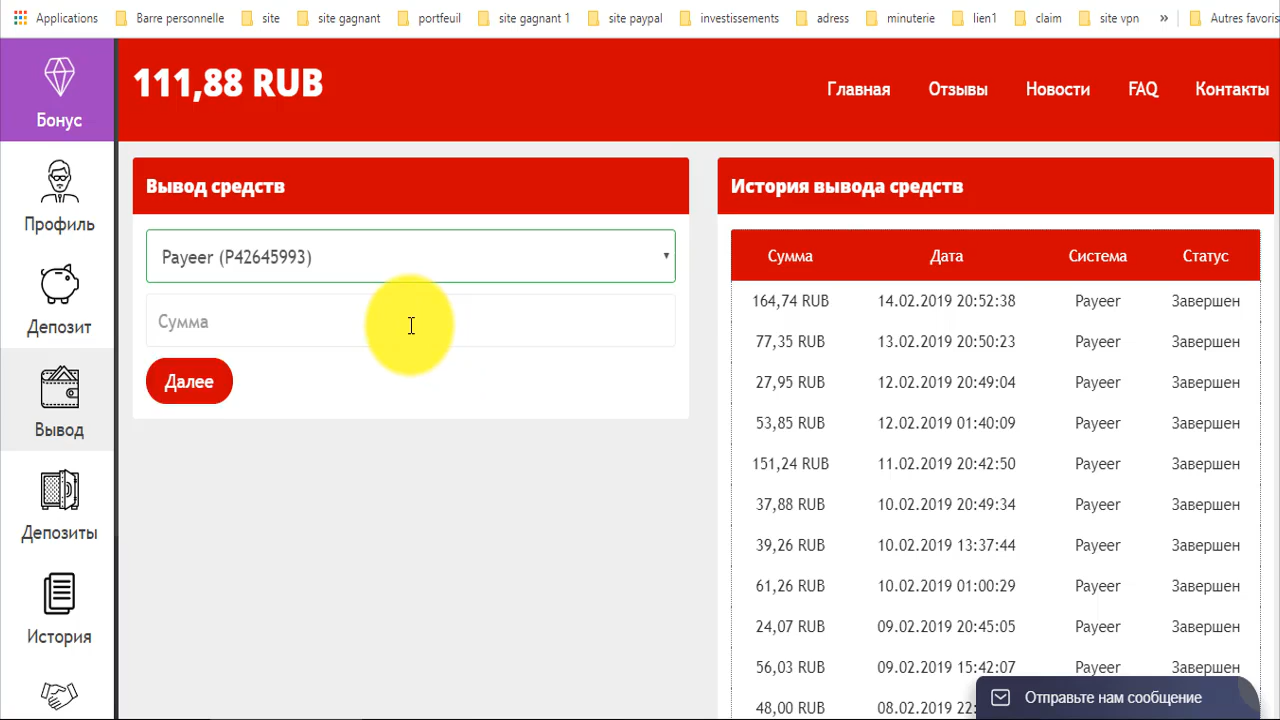 Applications Barre personnelle site site gagnant portfeuil site gagnant 1 site paypal investissements adress minuterie lien1 claim site vpn » Autres favoris
111,88 RUB
Главная Отзывы Новости FAQ Контакты
Бонус
Профиль
Депозит
Вывод
Депозиты
История
Вывод средств
Payeer (P42645993)
Сумма
Далее
История вывода средств
Сумма Дата Система Статус
164,74 RUB 14.02.2019 20:52:38 Payeer Завершен
77,35 RUB 13.02.2019 20:50:23 Payeer Завершен
27,95 RUB 12.02.2019 20:49:04 Payeer Завершен
53,85 RUB 12.02.2019 01:40:09 Payeer Завершен
151,24 RUB 11.02.2019 20:42:50 Payeer Завершен
37,88 RUB 10.02.2019 20:49:34 Payeer Завершен
39,26 RUB 10.02.2019 13:37:44 Payeer Завершен
61,26 RUB 10.02.2019 01:00:29 Payeer Завершен
24,07 RUB 09.02.2019 20:45:05 Payeer Завершен
56,03 RUB 09.02.2019 15:42:07 Payeer Завершен
48,00 RUB 08.02.2019
Отправьте нам сообщение